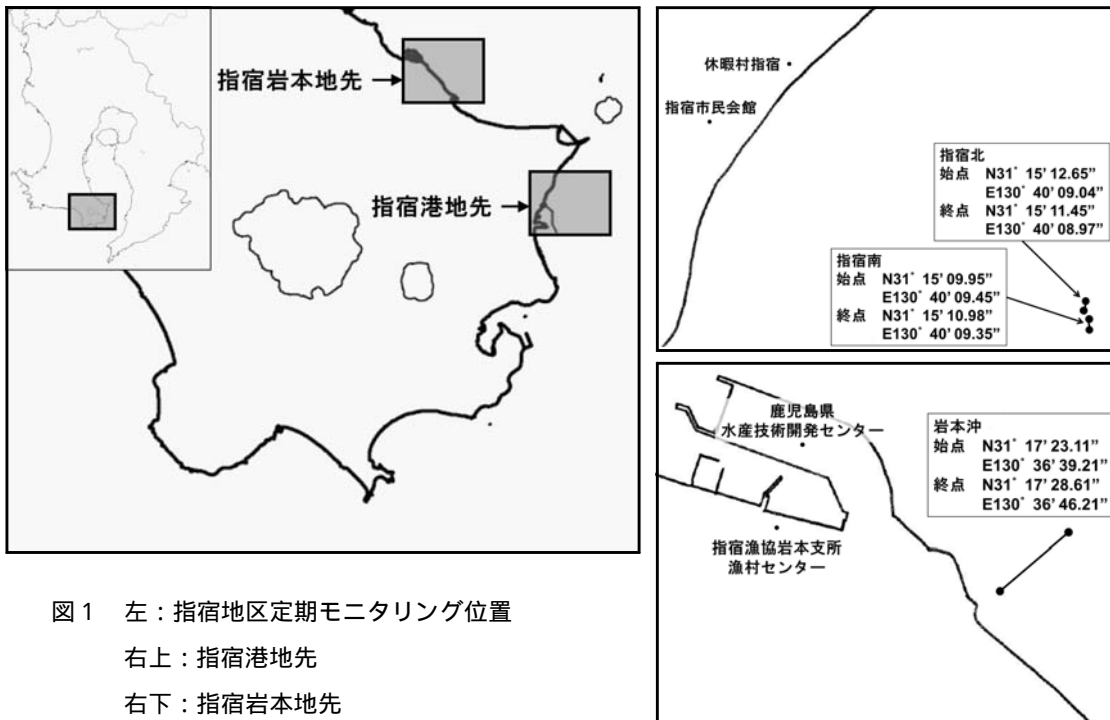 指宿岩本地先
指宿港地先
休暇村指宿
指宿市民会館
指宿北
始点 N31° 15' 12.65”
E130° 40' 09.04”
終点 N31° 15' 11.45”
E130° 40' 08.97”
指宿南
始点 N31° 15' 09.95”
E130° 40' 09.45”
終点 N31° 15' 10.98”
E130° 40' 09.35”
鹿児島県
水産技術開発センター
指宿漁協岩本支所
漁村センター
岩本沖
始点 N31° 17' 23.11”
E130° 36' 39.21”
終点 N31° 17' 28.61”
E130° 36' 46.21”
図1 左：指宿地区定期モニタリング位置
右上：指宿港地先
右下：指宿岩本地先